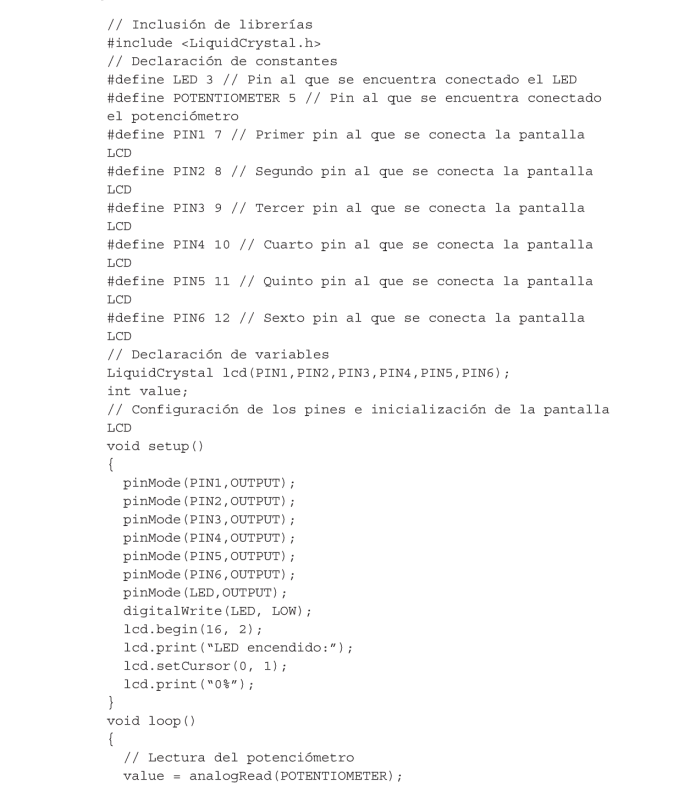 // Inclusión de librerías
#include <LiquidCrystal.h>
// Declaración de constantes
#define LED 3 // Pin al que se encuentra conectado el LED
#define POTENTIOMETER 5 // Pin al que se encuentra conectado
el potenciómetro
#define PIN1 7 // Primer pin al que se conecta la pantalla
LCD
#define PIN2 8 // Segundo pin al que se conecta la pantalla
LCD
#define PIN3 9 // Tercer pin al que se conecta la pantalla
LCD
#define PIN4 10 // Cuarto pin al que se conecta la pantalla
LCD
#define PIN5 11 // Quinto pin al que se conecta la pantalla
LCD
#define PIN6 12 // Sexto pin al que se conecta la pantalla
LCD
// Declaración de variables
LiquidCrystal lcd(PIN1,PIN2,PIN3,PIN4,PIN5,PIN6);
int value;
// Configuración de los pines e inicialización de la pantalla
LCD
void setup()
{
  pinMode(PIN1,OUTPUT);
  pinMode(PIN2,OUTPUT);
  pinMode(PIN3,OUTPUT);
  pinMode(PIN4,OUTPUT);
  pinMode(PIN5,OUTPUT);
  pinMode(PIN6,OUTPUT);
  pinMode(LED,OUTPUT);
  digitalWrite(LED, LOW);
  lcd.begin(16, 2);
  lcd.print(“LED encendido:”);
  lcd.setCursor(0, 1);
  lcd.print(“0%”);
}
void loop()
{
  // Lectura del potenciómetro
  value = analogRead(POTENTIOMETER);